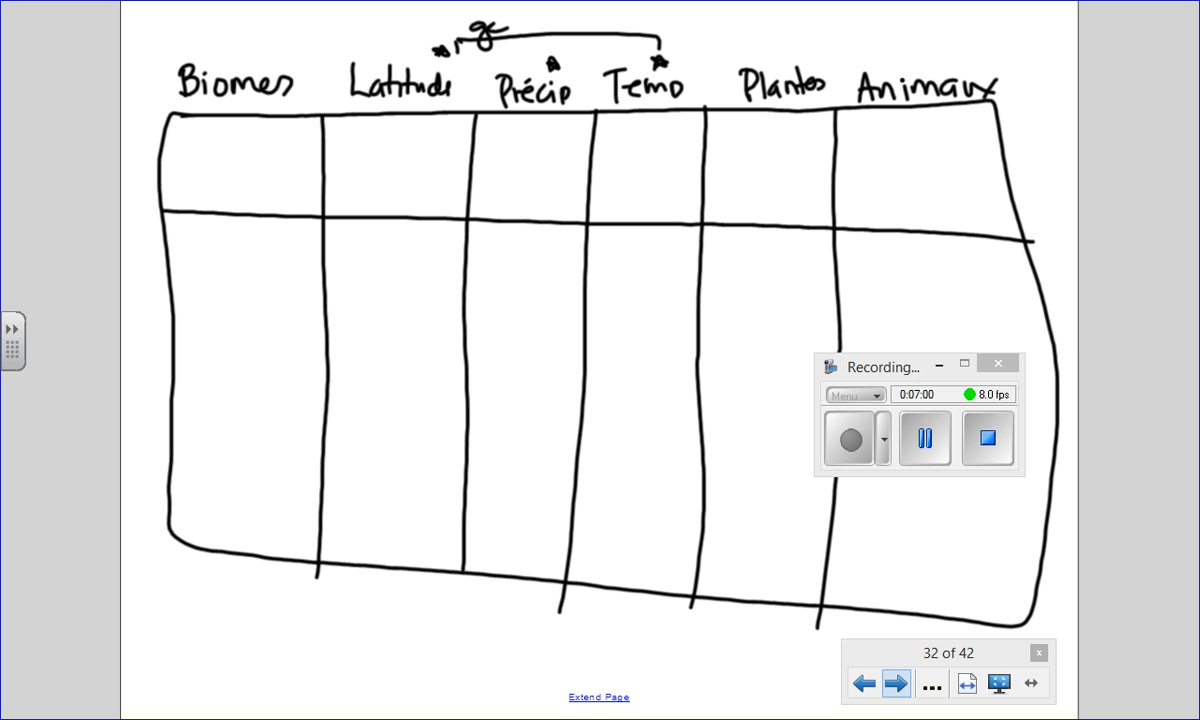 gc
Biomes Latitude Précip Temp Plantes Animaux
Recording...
Menu 0:07:00 8.0 fps
32 of 42
Extend Page